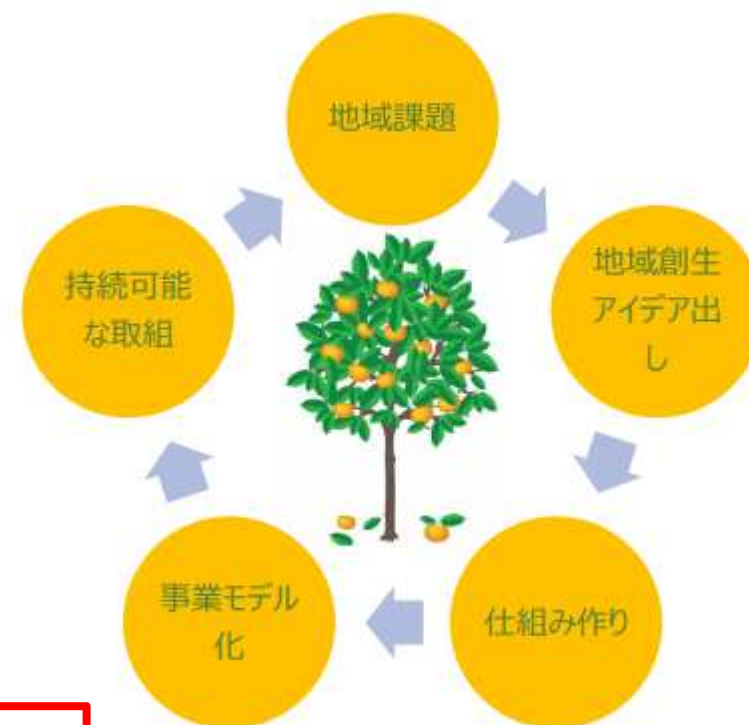 地域課題
地域創生
アイデア出
し
仕組み作り
事業モデル
化
持続可能
な取組